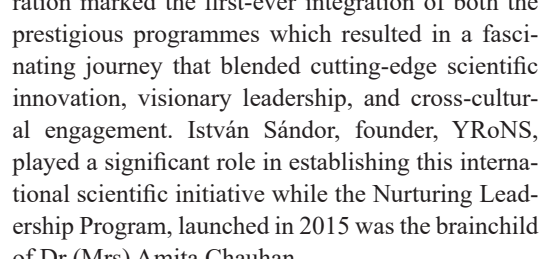 ration marked the first-ever integration of both the
prestigious programmes which resulted in a fasci-
nating journey that blended cutting-edge scientific
innovation, visionary leadership, and cross-cultur-
al engagement. István Sándor, founder, YRoNS,
played a significant role in establishing this interna-
tional scientific initiative while the Nurturing Lead-
ership Program, launched in 2015 was the brainchild
of Dr (Mrs) Amita Chauhan